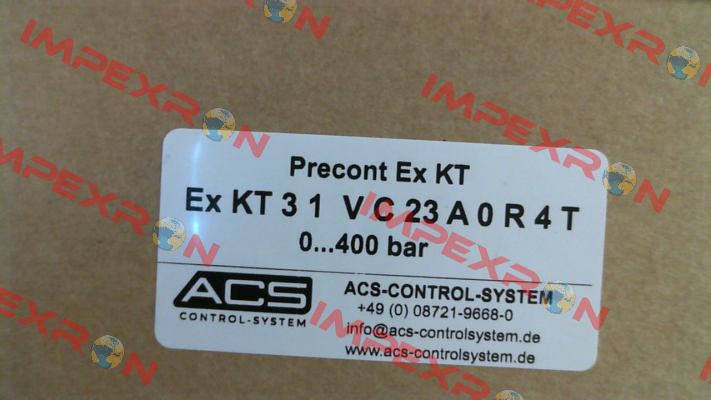 Precont Ex KT
Ex KT 3 1 V C 23 A 0 R 4 T
0...400 bar
ACS
CONTROL-SYSTEM
ACS-CONTROL-SYSTEM
+49 (0) 08721-9668-0
info@acs-controlsystem.de
www.acs-controlsystem.de
IMPEXRON
IMPEXRON
IMPEXRON
IMPEXRON
IMPEXRON
IMPEXRON
IMPEXRON